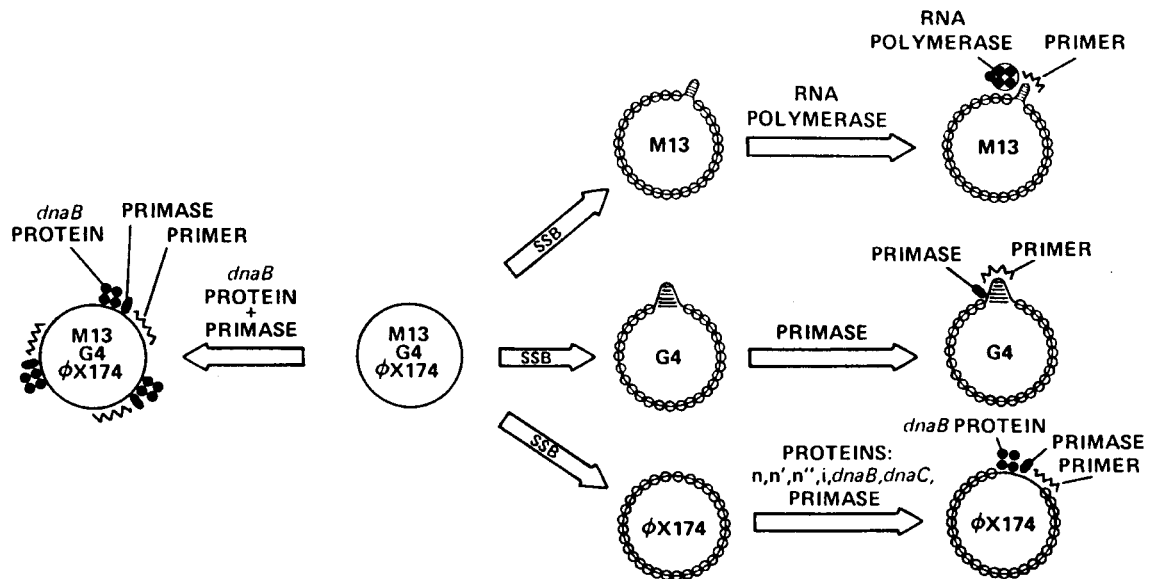 dnaB
PROTEIN
PRIMASE
PRIMER
M13
G4
ϕX174
dnaB
PROTEIN
+
PRIMASE
M13
G4
ϕX174
SSB
SSB
SSB
M13
RNA
POLYMERASE
RNA
POLYMERASE
PRIMER
M13
G4
PRIMASE
PRIMASE
PRIMER
G4
ϕX174
PROTEINS:
n,n',n'',i,dnaB,dnaC,
PRIMASE
dnaB PROTEIN
PRIMASE
PRIMER
ϕX174